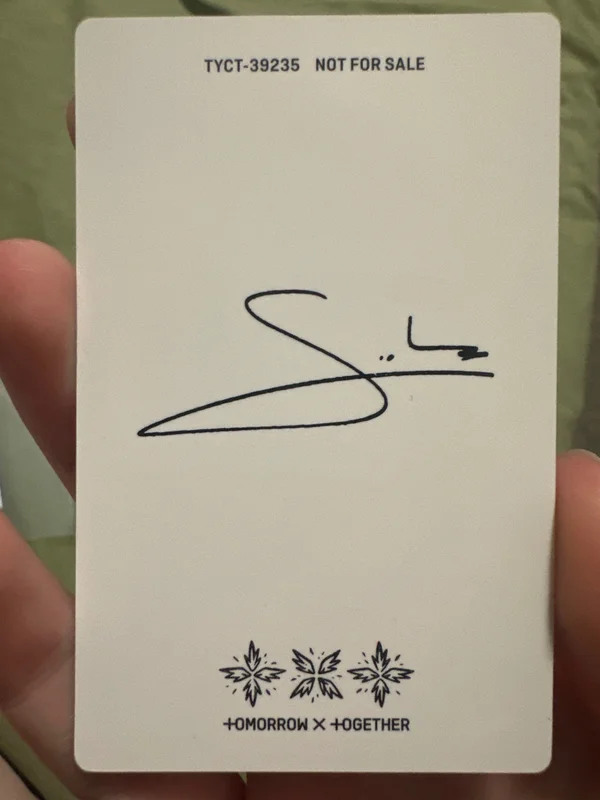 TYCT-39235 NOT FOR SALE
TOMORROW X TOGETHER